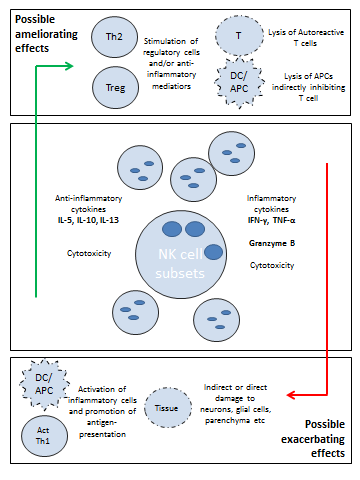 Possible
ameliorating
effects
Th2
Treg
Stimulation of
regulatory cells
and/or anti-
inflammatory
mediators
T
Lysis of Autoreactive
T cells
DC/
APC
Lysis of APCs
indirectly inhibiting
T cell
Anti-inflammatory
cytokines
IL-5, IL-10, IL-13
Cytotoxicity
NK cell
subsets
Inflammatory
cytokines
IFN-γ, TNF-α
Granzyme B
Cytotoxicity
DC/
APC
Act
Th1
Activation of
inflammatory cells
and promotion of
antigen-
presentation
Tissue
Indirect or direct
damage to
neurons, glial cells,
parenchyma etc
Possible
exacerbating
effects